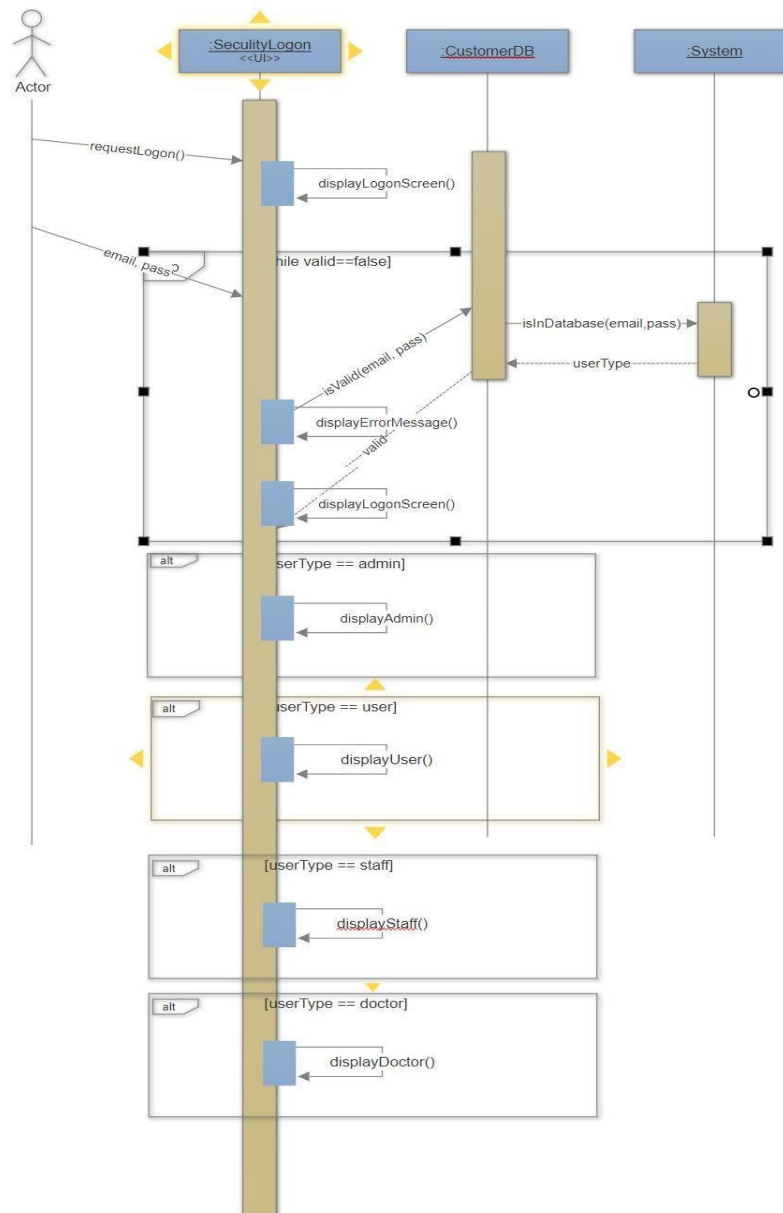 :SeculityLogon
<<UI>>
:CustomerDB
:System
Actor
requestLogon()
displayLogonScreen()
email, pass
hile valid==false]
isInDatabase(email,pass)
userType
isValid(email, pass)
displayErrorMessage()
valid
displayLogonScreen()
alt
serType == admin]
displayAdmin()
alt
userType == user]
displayUser()
alt
[userType == staff]
displayStaff()
alt
[userType == doctor]
displayDoctor()